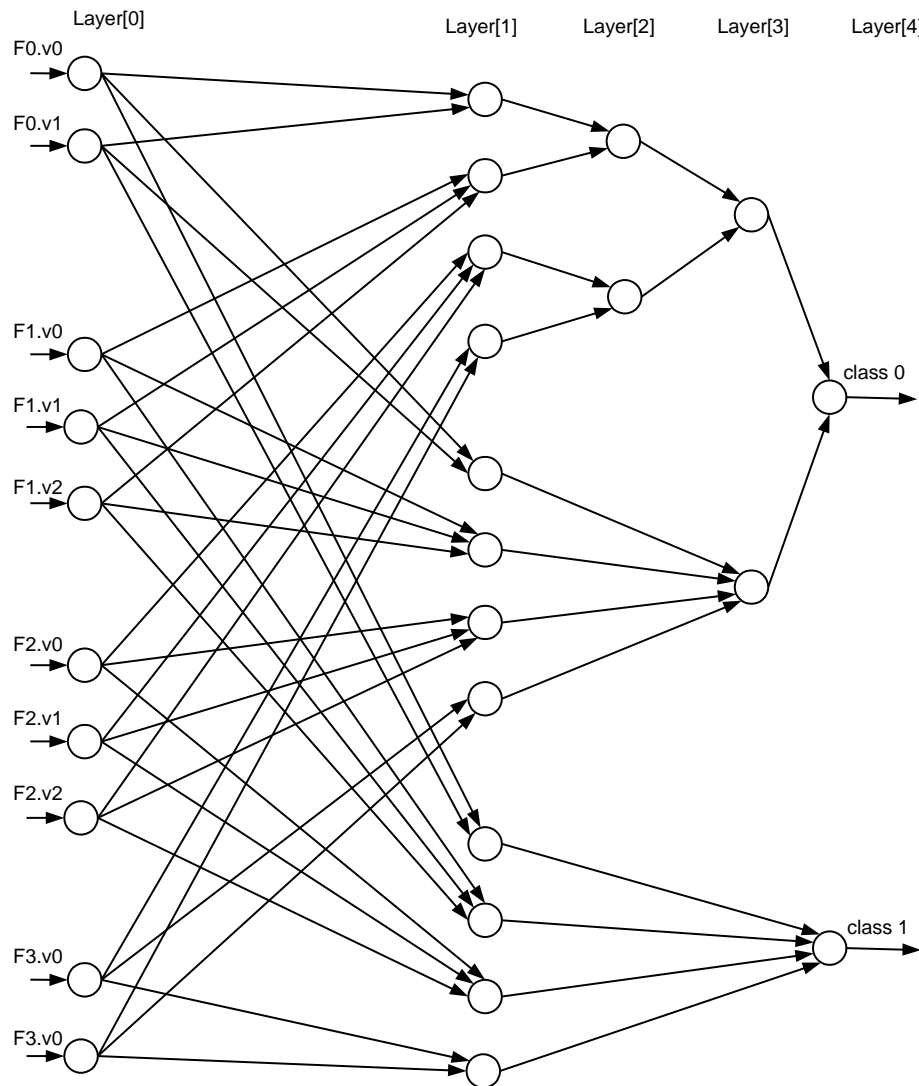 Layer[0]
Layer[1]
Layer[2]
Layer[3]
Layer[4]
F0.v0
F0.v1
F1.v0
F1.v1
F1.v2
F2.v0
F2.v1
F2.v2
F3.v0
F3.v0
class 0
class 1